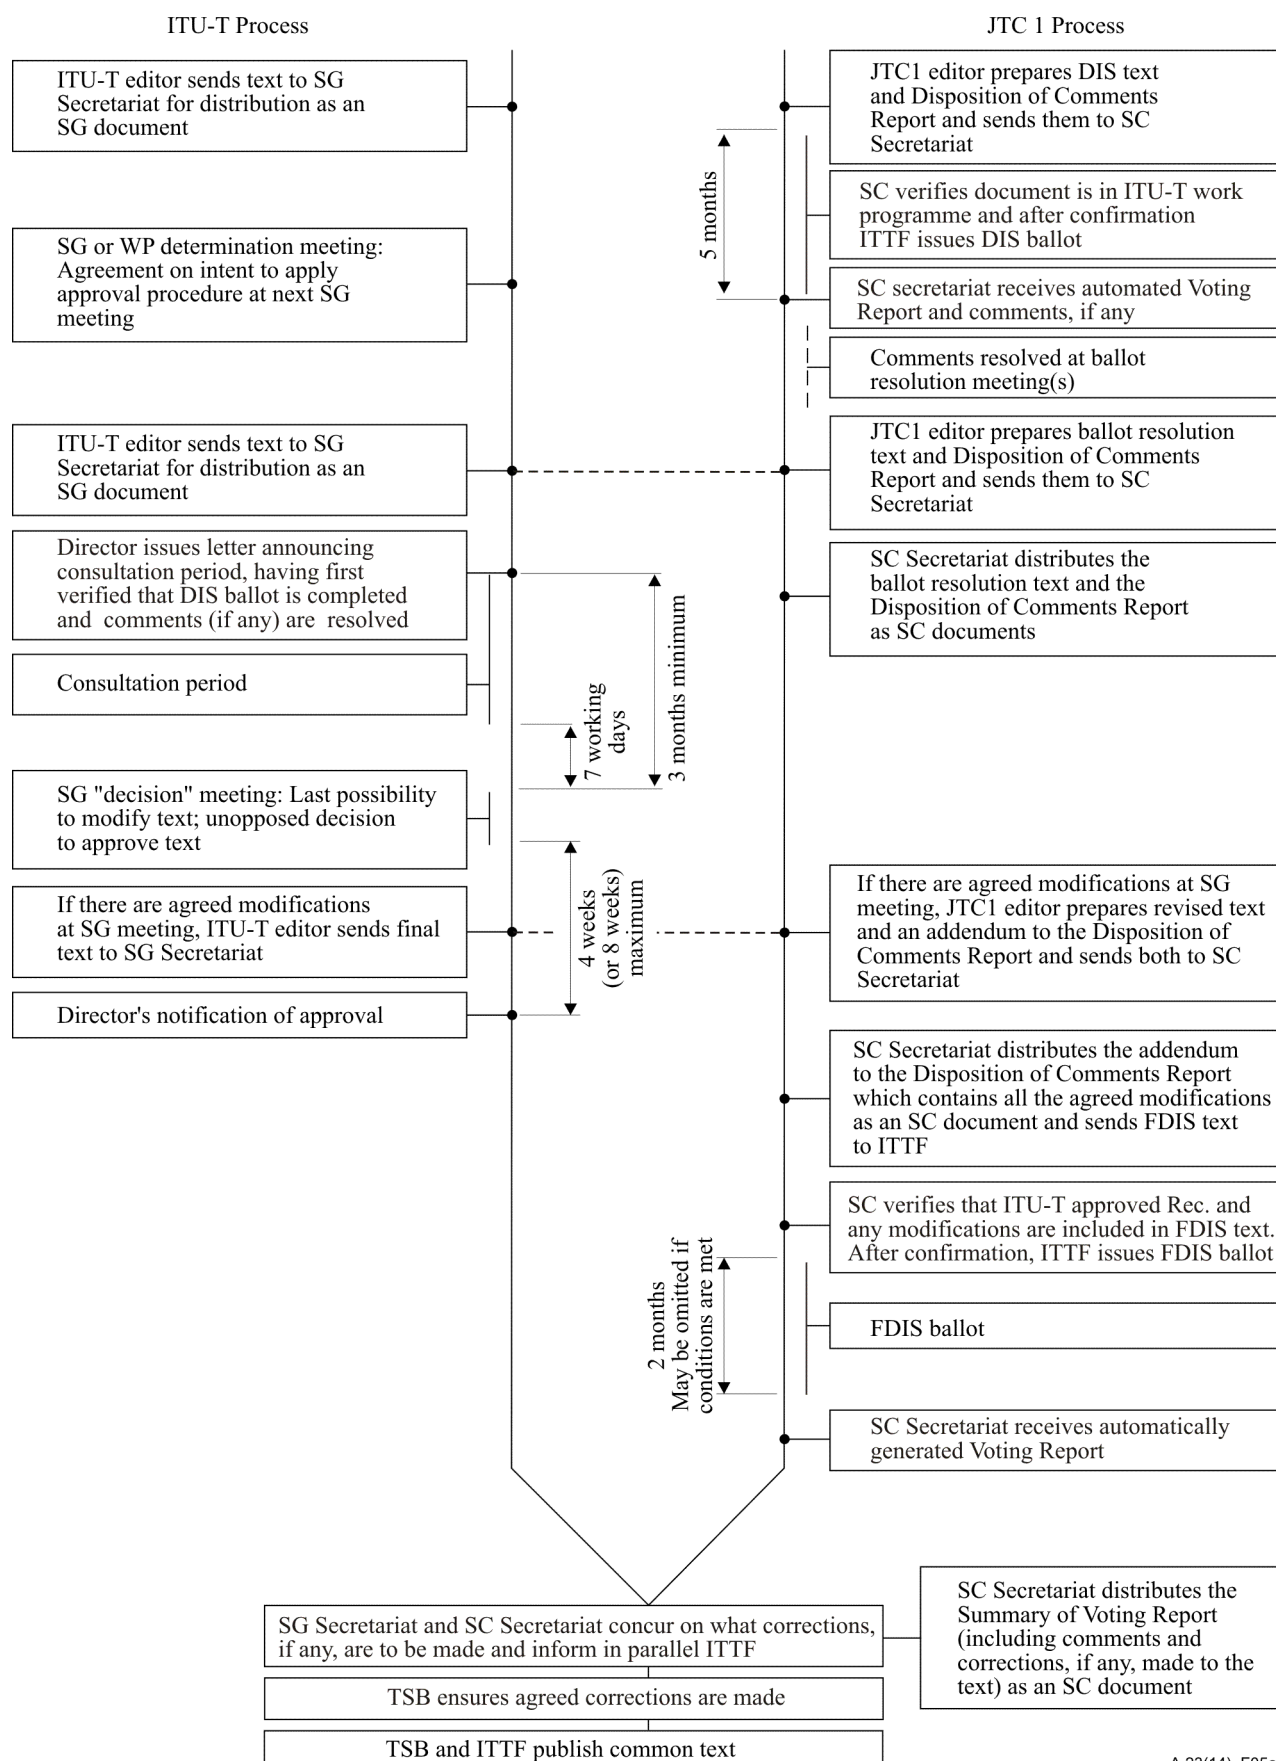 ITU-T Process
JTC 1 Process
ITU-T editor sends text to SG
Secretariat for distribution as an
SG document
JTC1 editor prepares DIS text
and Disposition of Comments
Report and sends them to SC
Secretariat
5 months
SC verifies document is in ITU-T work
programme and after confirmation
ITTF issues DIS ballot
SG or WP determination meeting:
Agreement on intent to apply
approval procedure at next SG
meeting
SC secretariat receives automated Voting
Report and comments, if any
Comments resolved at ballot
resolution meeting(s)
ITU-T editor sends text to SG
Secretariat for distribution as an
SG document
JTC1 editor prepares ballot resolution
text and Disposition of Comments
Report and sends them to SC
Secretariat
Director issues letter announcing
consultation period, having first
verified that DIS ballot is completed
and comments (if any) are resolved
SC Secretariat distributes the
ballot resolution text and the
Disposition of Comments Report
as SC documents
Consultation period
7 working
days
3 months minimum
SG "decision" meeting: Last possibility
to modify text; unopposed decision
to approve text
If there are agreed modifications
at SG meeting, ITU-T editor sends final
text to SG Secretariat
4 weeks
(or 8 weeks)
maximum
If there are agreed modifications at SG
meeting, JTC1 editor prepares revised text
and an addendum to the Disposition of
Comments Report and sends both to SC
Secretariat
Director's notification of approval
SC Secretariat distributes the addendum
to the Disposition of Comments Report
which contains all the agreed modifications
as an SC document and sends FDIS text
to ITTF
SC verifies that ITU-T approved Rec. and
any modifications are included in FDIS text.
After confirmation, ITTF issues FDIS ballot
2 months
May be omitted if
conditions are met
FDIS ballot
SC Secretariat receives automatically
generated Voting Report
SG Secretariat and SC Secretariat concur on what corrections,
if any, are to be made and inform in parallel ITTF
SC Secretariat distributes the
Summary of Voting Report
(including comments and
corrections, if any, made to the
text) as an SC document
TSB ensures agreed corrections are made
TSB and ITTF publish common text